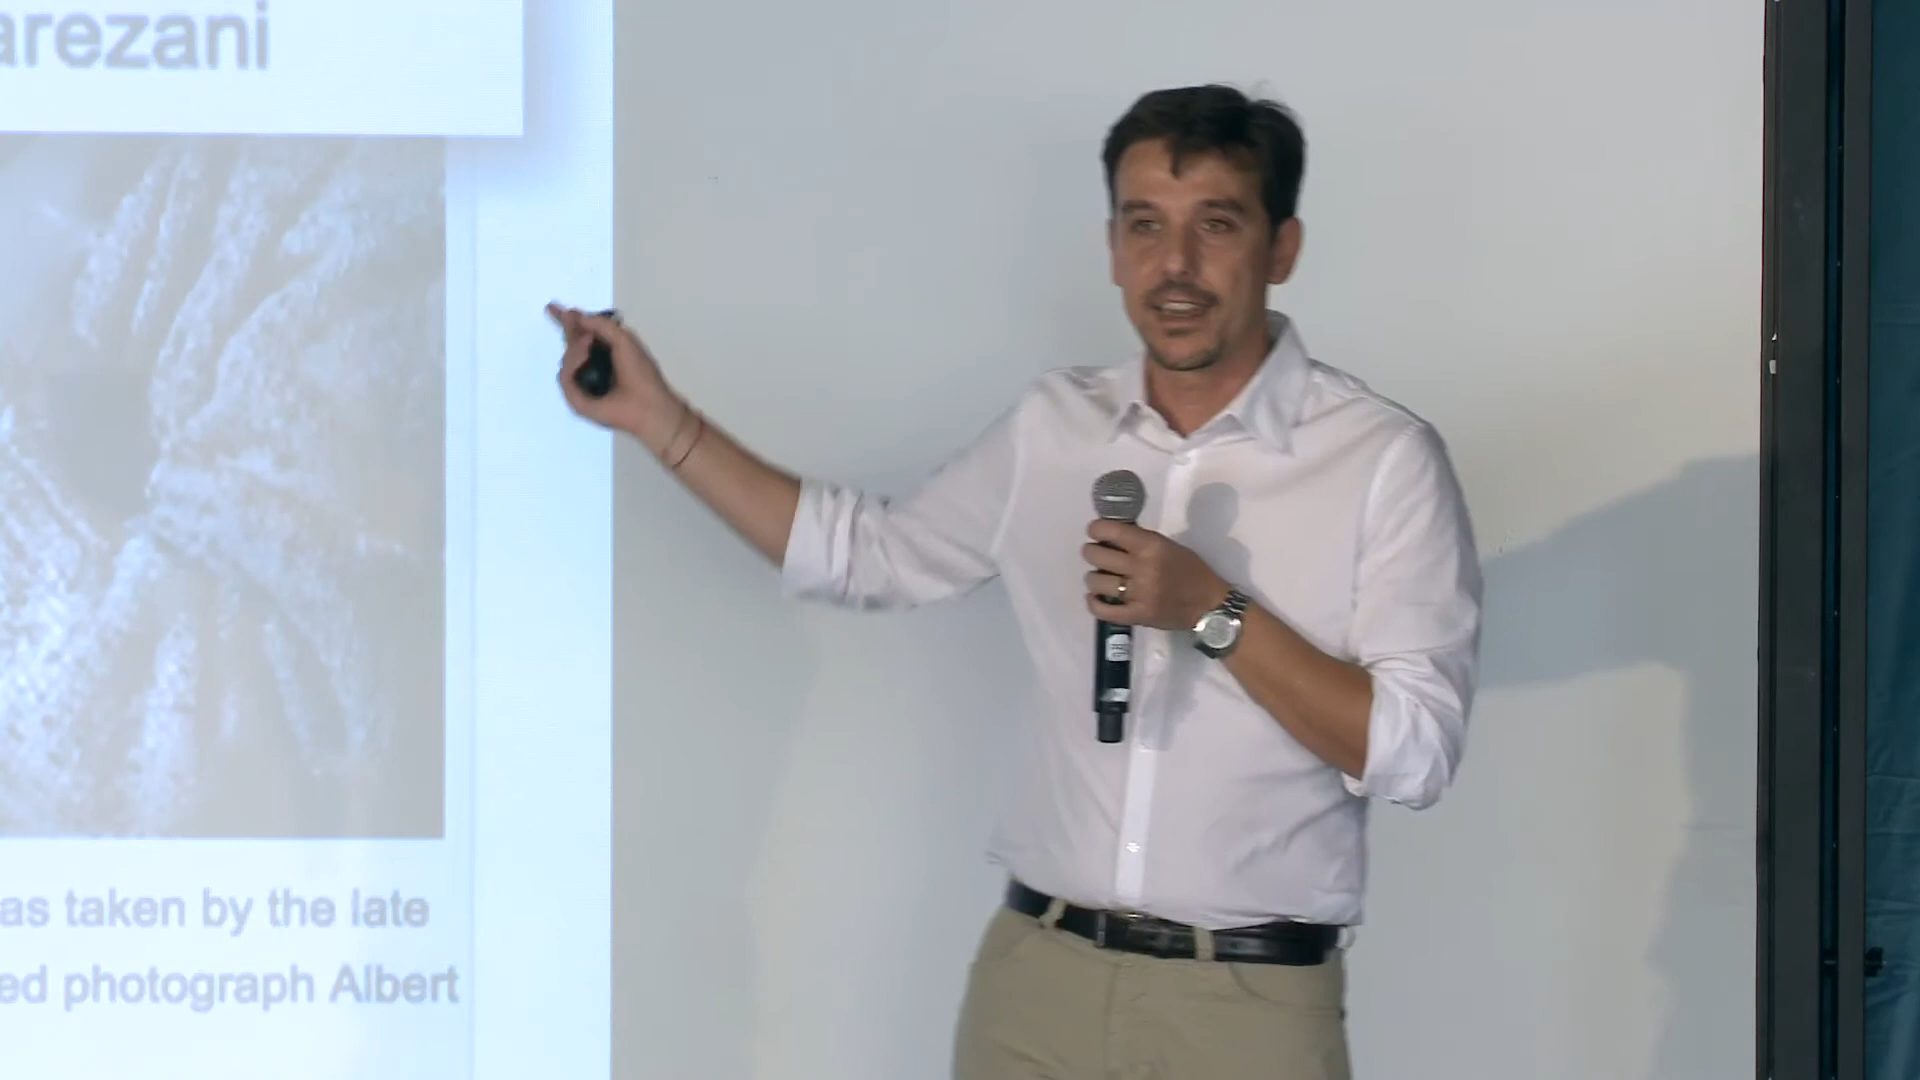 arezani
as taken by the late
ed photograph Albert